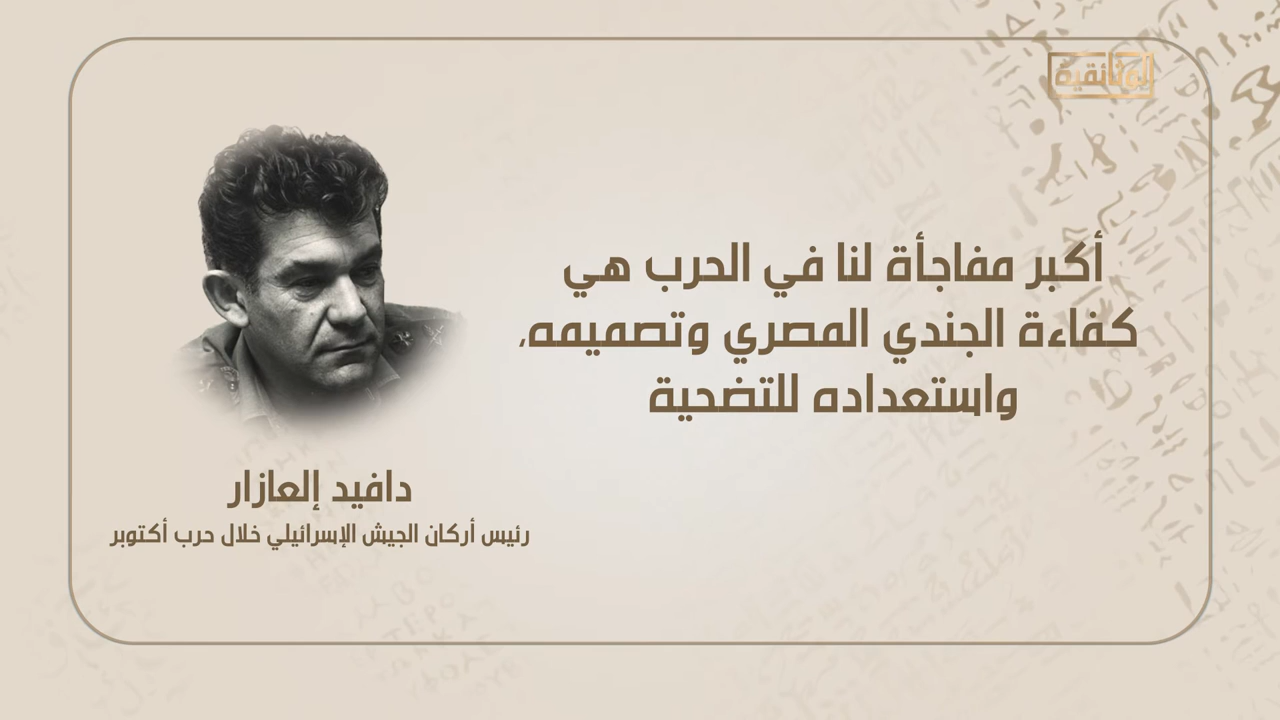 الوثائقية
أكبر مفاجأة لنا في الحرب هي
كفاءة الجندي المصري وتصميمه،
واستعداده للتضحية
دافيد إلعازار
رئيس أركان الجيش الإسرائيلي خلال حرب أكتوبر